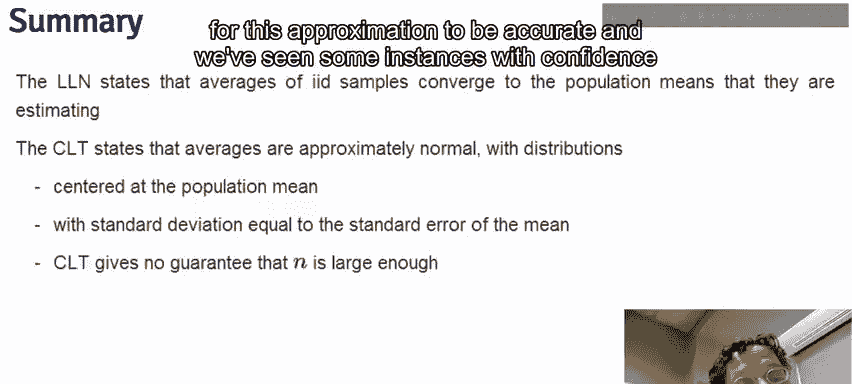 Summary
for this approximation to be accurate and
we've seen some instances with confidence
The LLN states that averages of iid samples converge to the population means that they are
estimating
The CLT states that averages are approximately normal, with distributions
- centered at the population mean
- with standard deviation equal to the standard error of the mean
- CLT gives no guarantee that n is large enough